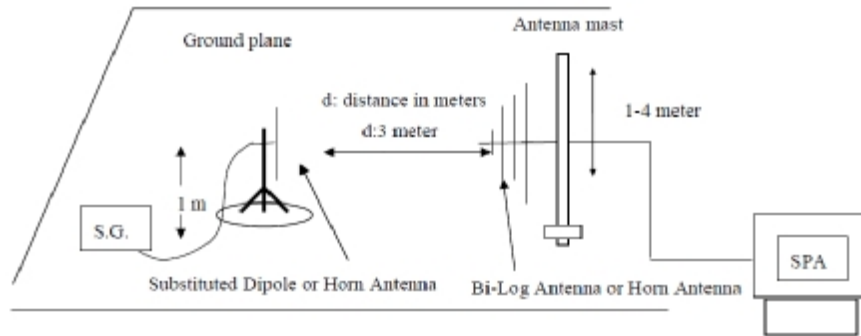 Ground plane
Antenna mast
d: distance in meters
d:3 meter
1-4 meter
1 m
S.G.
SPA
Substituted Dipole or Horn Antenna
Bi-Log Antenna or Horn Antenna